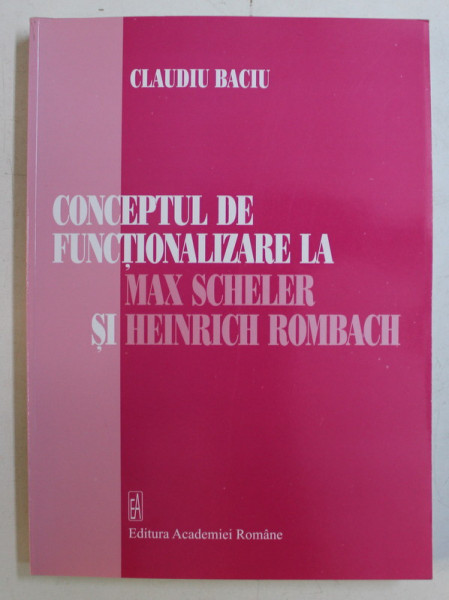 CLAUDIU BACIU
CONCEPTUL DE
FUNCȚIONALIZARE LA
MAX SCHELER
ȘI HEINRICH ROMBACH
EA
Editura Academiei Române